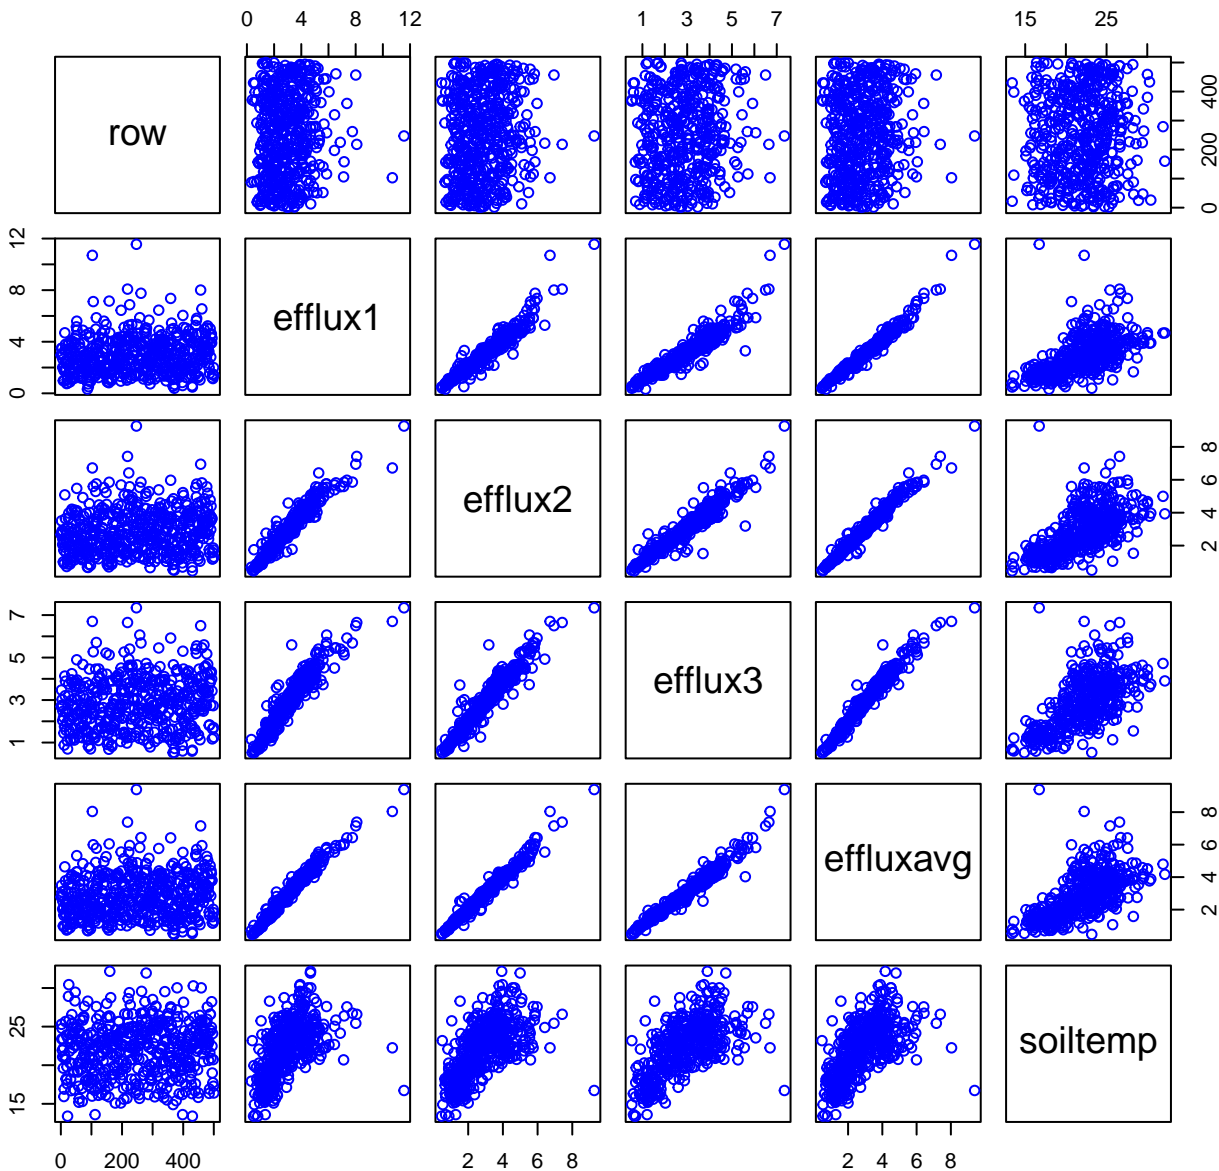 0 4 8 12 1 3 5 7 15 25
row 0 200 400
0 4 8 12 efflux1
efflux2 2 4 6 8
1 3 5 7 efflux3
effluxavg 2 4 6 8
15 25 soiltemp
0 200 400 2 4 6 8 2 4 6 8